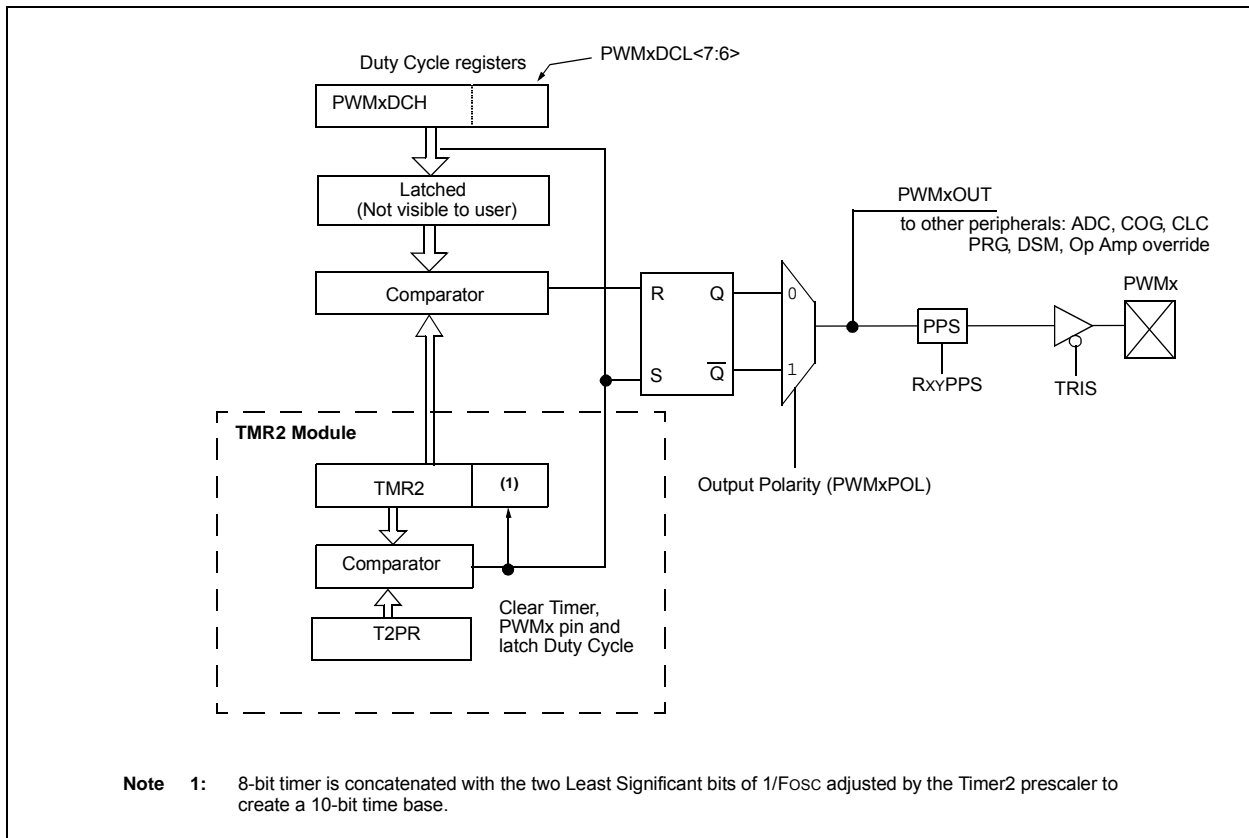 Duty Cycle registers
PWMxDCL<7:6>
PWMxDCH
Latched
(Not visible to user)
Comparator
R
Q
S
Q̅
0
1
PWMxOUT
to other peripherals: ADC, COG, CLC
PRG, DSM, Op Amp override
PWMx
PPS
RxyPPS
TRIS
Output Polarity (PWMxPOL)
TMR2 Module
TMR2
(1)
Comparator
T2PR
Clear Timer,
PWMx pin and
latch Duty Cycle
Note 1: 8-bit timer is concatenated with the two Least Significant bits of 1/FOSC adjusted by the Timer2 prescaler to
create a 10-bit time base.